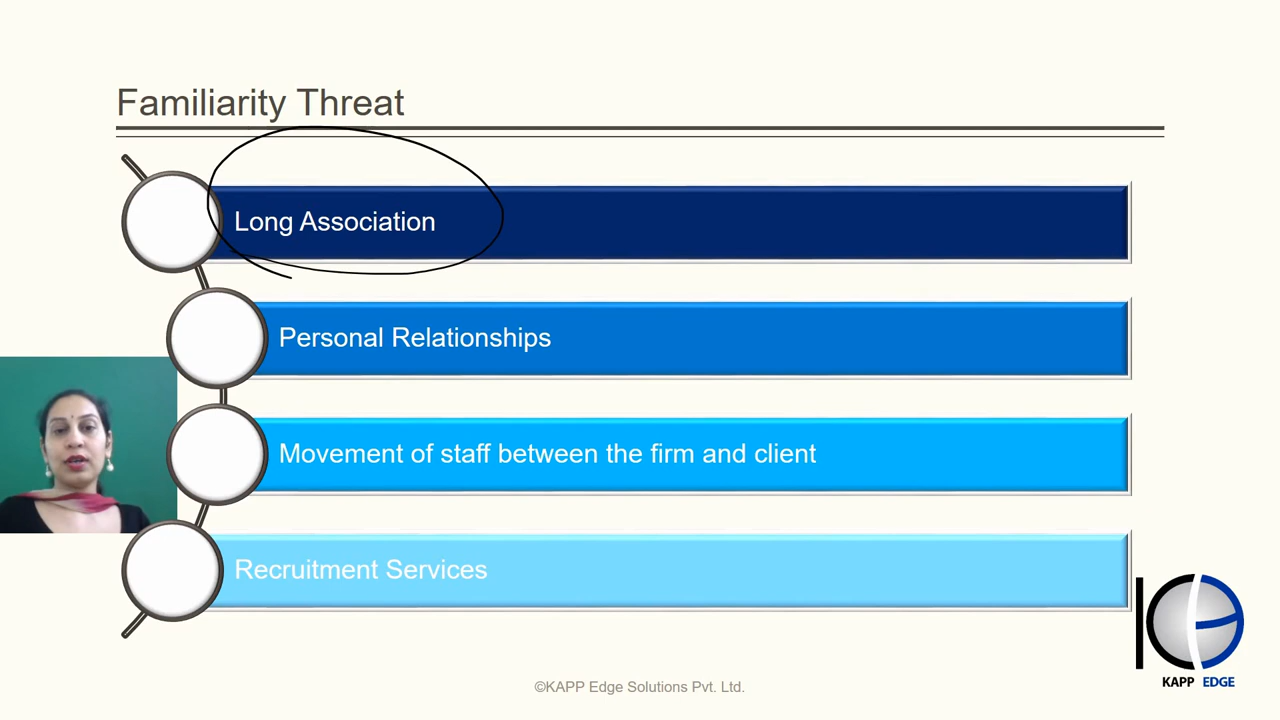 Familiarity Threat
Long Association
Personal Relationships
Movement of staff between the firm and client
Recruitment Services
KAPP EDGE
©KAPP Edge Solutions Pvt. Ltd.